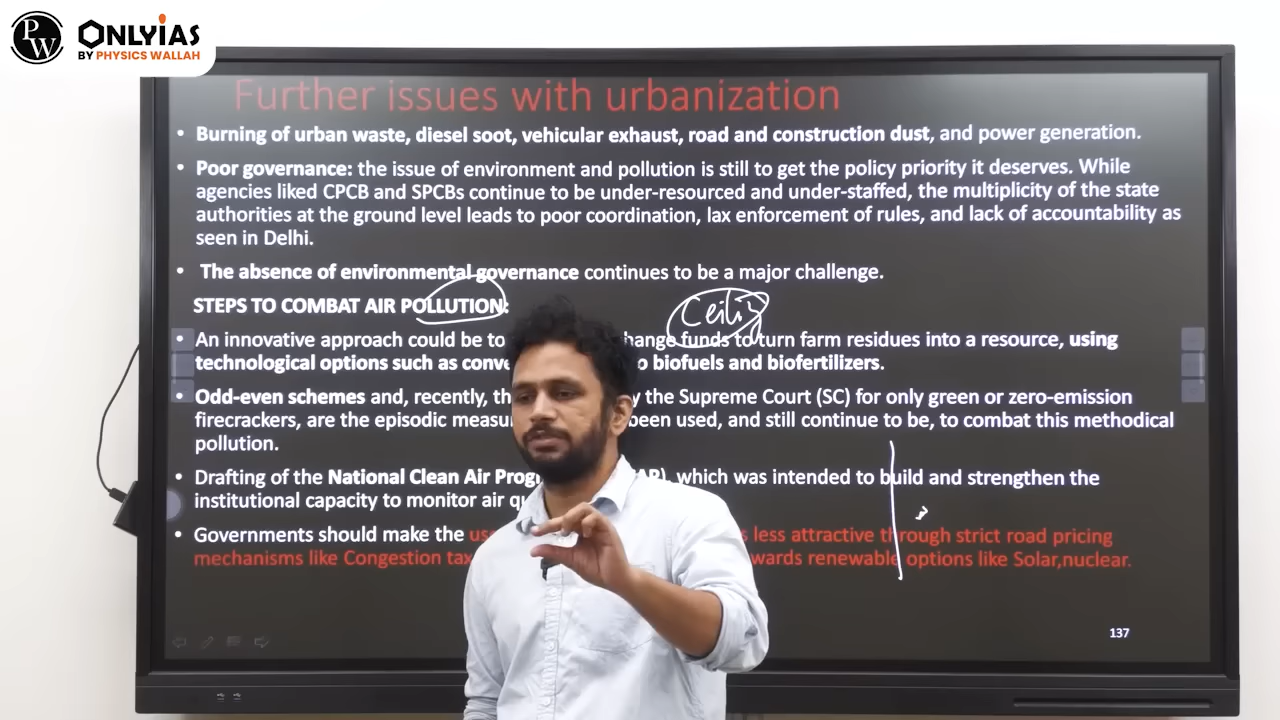 PW
ONLYIAS
BY PHYSICS WALLAH
Further issues with urbanization
• Burning of urban waste, diesel soot, vehicular exhaust, road and construction dust, and power generation.
• Poor governance: the issue of environment and pollution is still to get the policy priority it deserves. While
agencies liked CPCB and SPCBs continue to be under-resourced and under-staffed, the multiplicity of the state
authorities at the ground level leads to poor coordination, lax enforcement of rules, and lack of accountability as
seen in Delhi.
• The absence of environmental governance continues to be a major challenge.
STEPS TO COMBAT AIR POLLUTION:
• An innovative approach could be to hange funds to turn farm residues into a resource, using
technological options such as conve o biofuels and biofertilizers.
• Odd-even schemes and, recently, th y the Supreme Court (SC) for only green or zero-emission
firecrackers, are the episodic measu been used, and still continue to be, to combat this methodical
pollution.
• Drafting of the National Clean Air Prog AP), which was intended to build and strengthen the
institutional capacity to monitor air qu
• Governments should make the us s less attractive through strict road pricing
mechanisms like Congestion tax wards renewable options like Solar,nuclear.
137